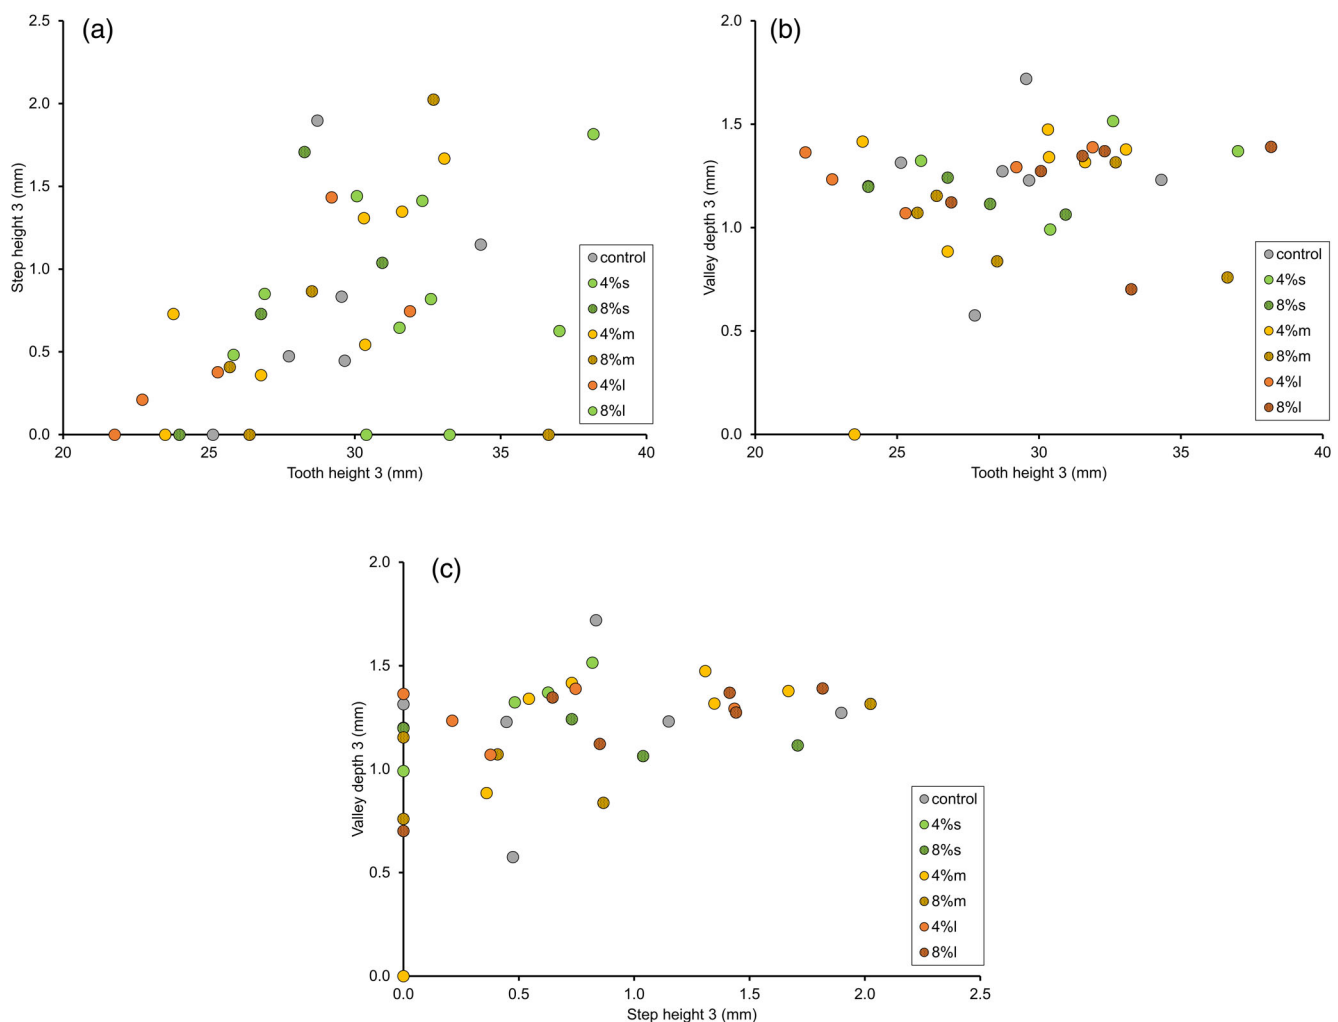 (a)
2.5
2.0
1.5
1.0
0.5
0.0
Step height 3 (mm)
20
25
30
35
40
Tooth height 3 (mm)
control
4%s
8%s
4%m
8%m
4%l
8%l
(b)
2.0
1.5
1.0
0.5
0.0
Valley depth 3 (mm)
20
25
30
35
40
Tooth height 3 (mm)
control
4%s
8%s
4%m
8%m
4%l
8%l
(c)
2.0
1.5
1.0
0.5
0.0
Valley depth 3 (mm)
0.0
0.5
1.0
1.5
2.0
2.5
Step height 3 (mm)
control
4%s
8%s
4%m
8%m
4%l
8%l